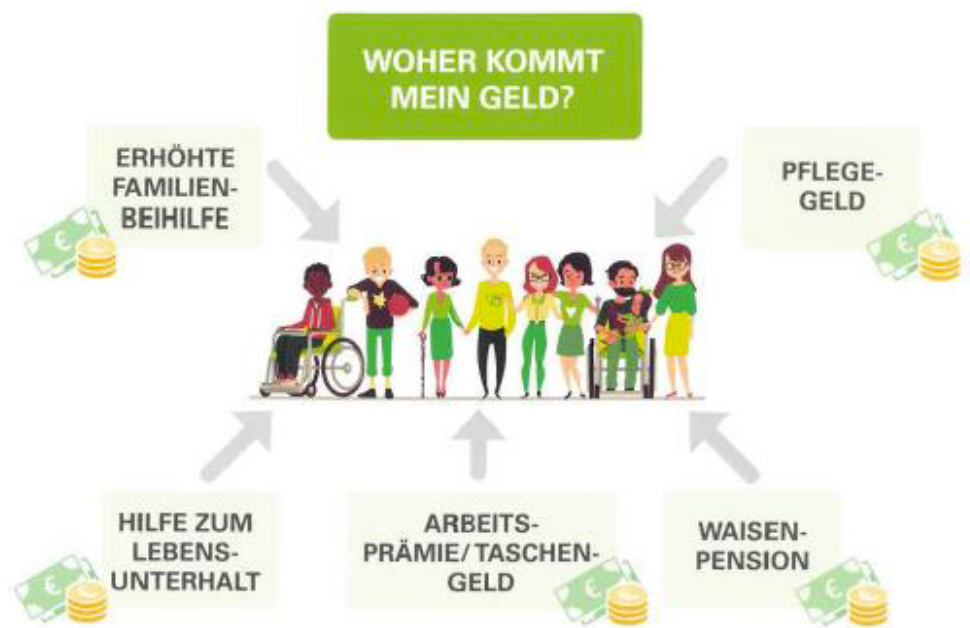 WOHER KOMMT
MEIN GELD?
ERHÖHTE
FAMILIEN-
BEIHILFE
PFLEGE-
GELD
HILFE ZUM
LEBENS-
UNTERHALT
ARBEITS-
PRÄMIE/TASCHEN-
GELD
WAISEN-
PENSION